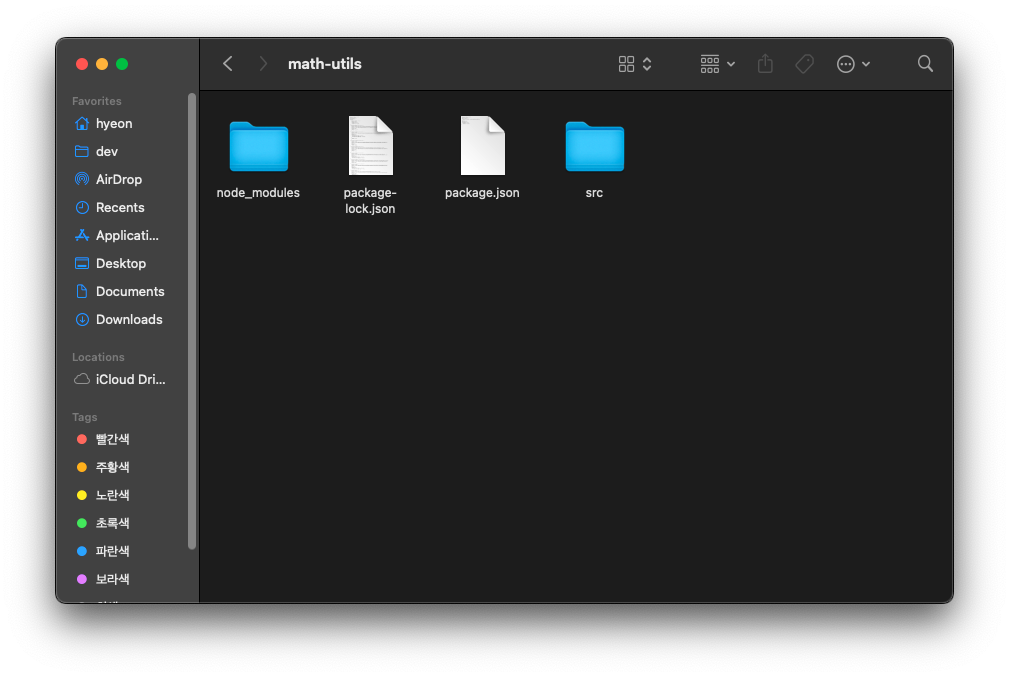 math-utils
Favorites
hyeon
dev
AirDrop
Recents
Applicati...
Desktop
Documents
Downloads
Locations
iCloud Dri...
Tags
빨간색
주황색
노란색
초록색
파란색
보라색
node_modules
package-
lock.json
package.json
src